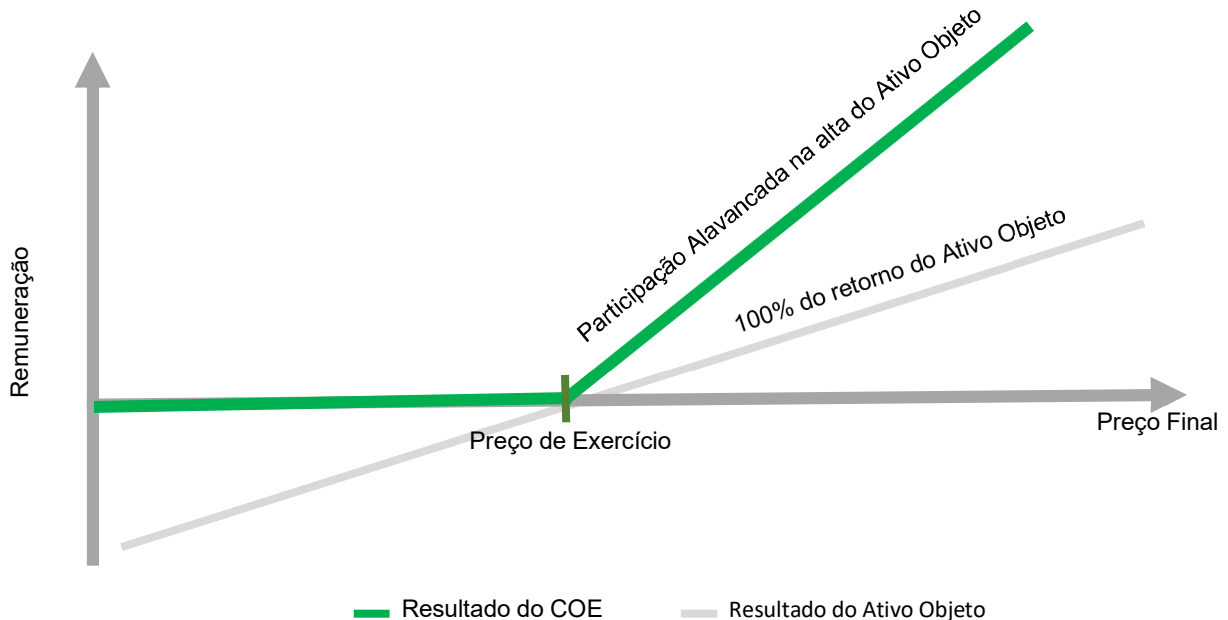 Participação Alavancada na alta do Ativo Objeto
100% do retorno do Ativo Objeto
Remuneração
Preço de Exercício
Preço Final
Resultado do COE
Resultado do Ativo Objeto